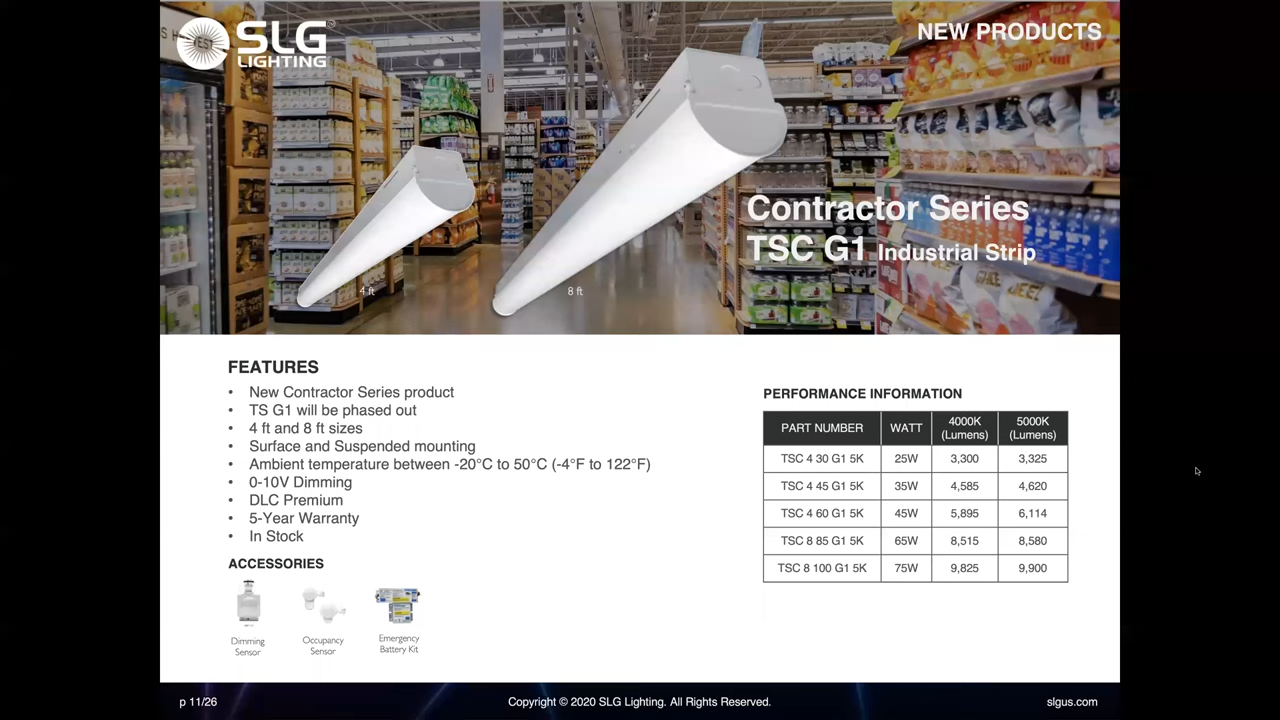 SLG
LIGHTING
NEW PRODUCTS
Contractor Series
TSC G1 Industrial Strip
4 ft
8 ft
FEATURES
• New Contractor Series product
• TS G1 will be phased out
• 4 ft and 8 ft sizes
• Surface and Suspended mounting
• Ambient temperature between -20°C to 50°C (-4°F to 122°F)
• 0-10V Dimming
• DLC Premium
• 5-Year Warranty
• In Stock
ACCESSORIES
Dimming
Sensor
Occupancy
Sensor
Emergency
Battery Kit
PERFORMANCE INFORMATION
PART NUMBER WATT 4000K (Lumens) 5000K (Lumens)
TSC 4 30 G1 5K 25W 3,300 3,325
TSC 4 45 G1 5K 35W 4,585 4,620
TSC 4 60 G1 5K 45W 5,895 6,114
TSC 8 85 G1 5K 65W 8,515 8,580
TSC 8 100 G1 5K 75W 9,825 9,900
p 11/26
Copyright © 2020 SLG Lighting. All Rights Reserved.
slgus.com